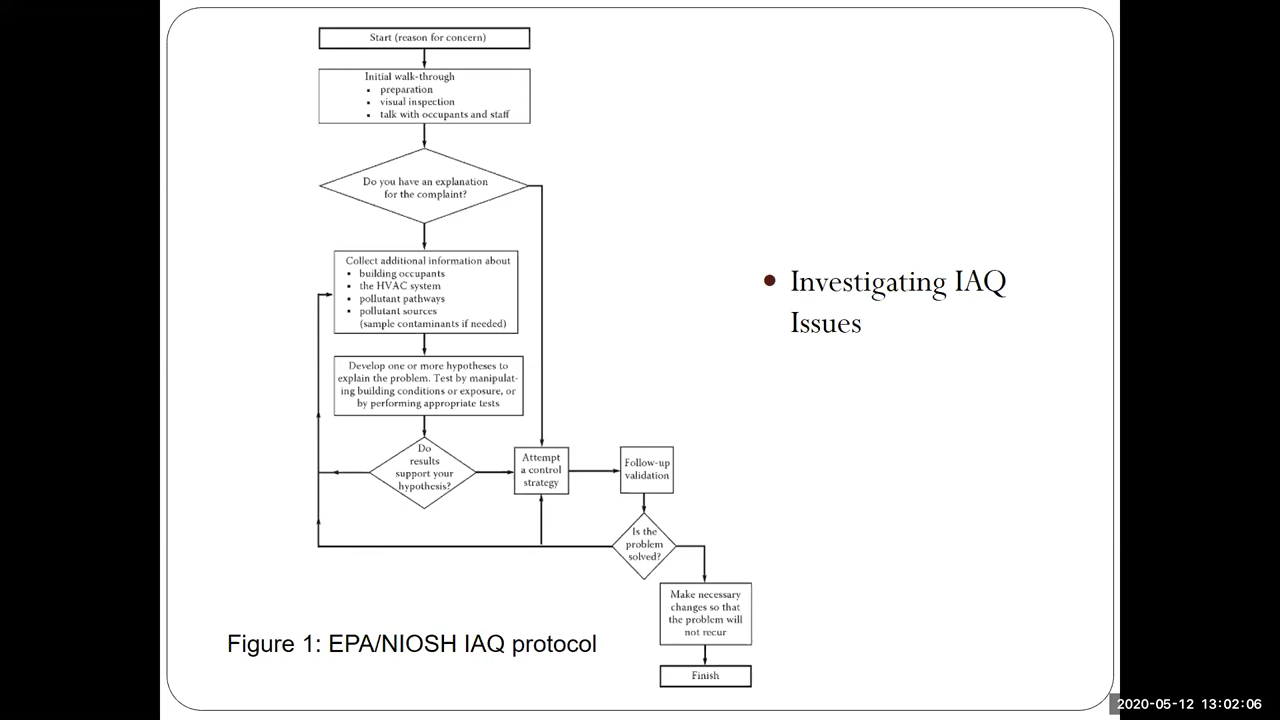 Start (reason for concern)
Initial walk-through
▪ preparation
▪ visual inspection
▪ talk with occupants and staff
Do you have an explanation
for the complaint?
Collect additional information about
▪ building occupants
▪ the HVAC system
▪ pollutant pathways
▪ pollutant sources
(sample contaminants if needed)
Develop one or more hypotheses to
explain the problem. Test by manipulat-
ing building conditions or exposure, or
by performing appropriate tests
Do
results
support your
hypothesis?
Attempt
a control
strategy
Follow-up
validation
Is the
problem
solved?
Make necessary
changes so that
the problem will
not recur
Finish
Figure 1: EPA/NIOSH IAQ protocol
• Investigating IAQ
Issues
2020-05-12 13:02:06